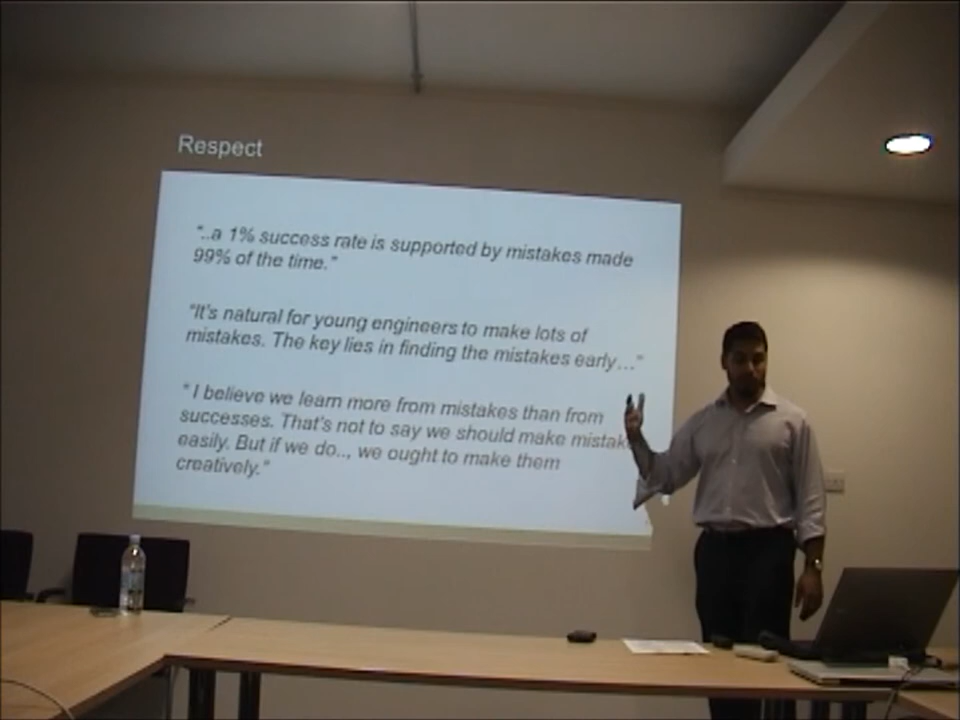 Respect
"..a 1% success rate is supported by mistakes made
99% of the time."
"It's natural for young engineers to make lots of
mistakes. The key lies in finding the mistakes early..."
" I believe we learn more from mistakes than from
successes. That's not to say we should make mistak
easily. But if we do.., we ought to make them
creatively."